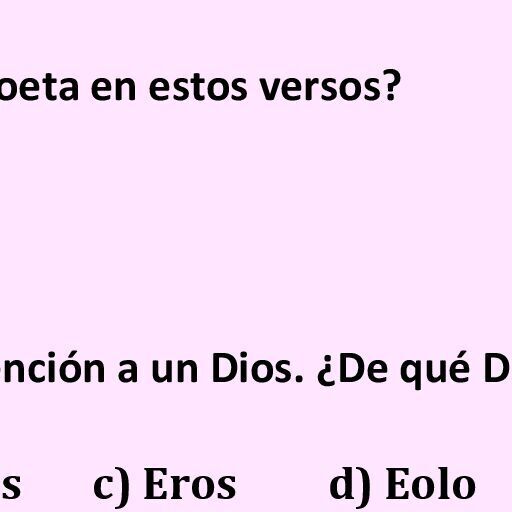 oeta en estos versos?
nción a un Dios. ¿De qué D
s c) Eros d) Eolo